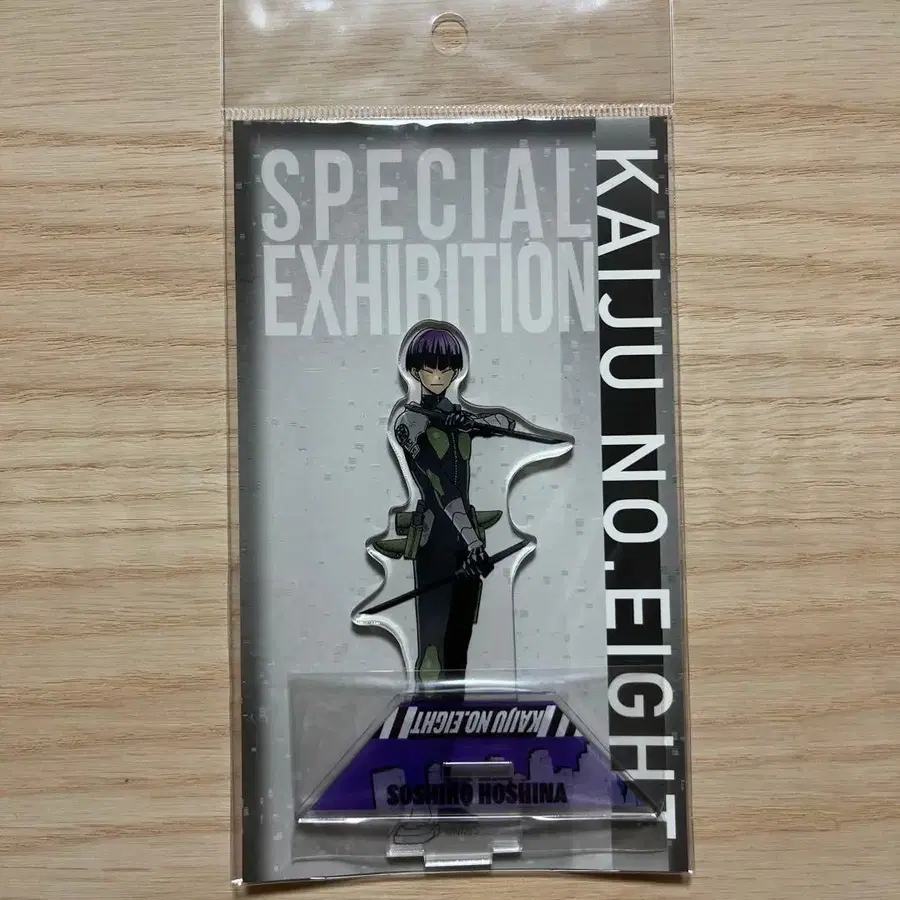 SPECIAL
EXHIBITION
KAIJU NO.EIGHT
KAIJU NO.EIGHT
SOSHIRO HOSHINA